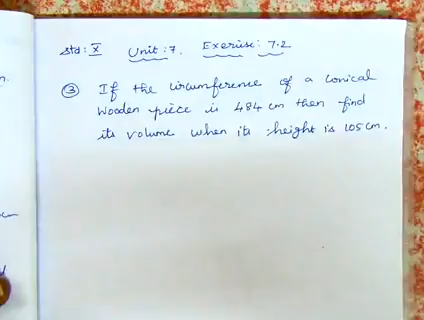 Std: X Unit: 7. Exercise: 7.2
③ If the circumference of a conical
wooden piece is 484 cm then find
its volume when its height is 105 cm.